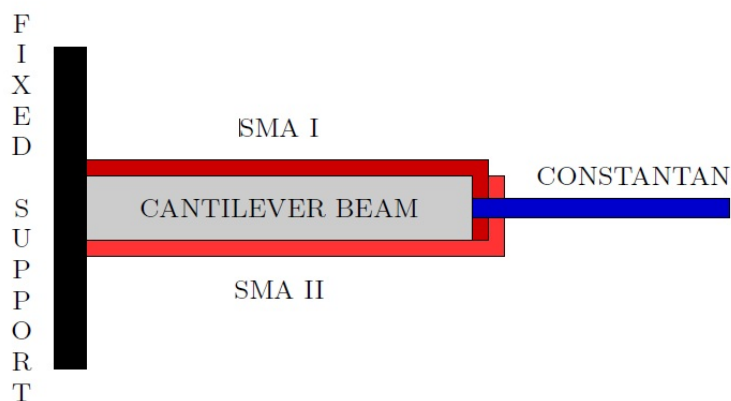 FIXED SUPPORT
SMA I
CONSTANTAN
CANTILEVER BEAM
SMA II